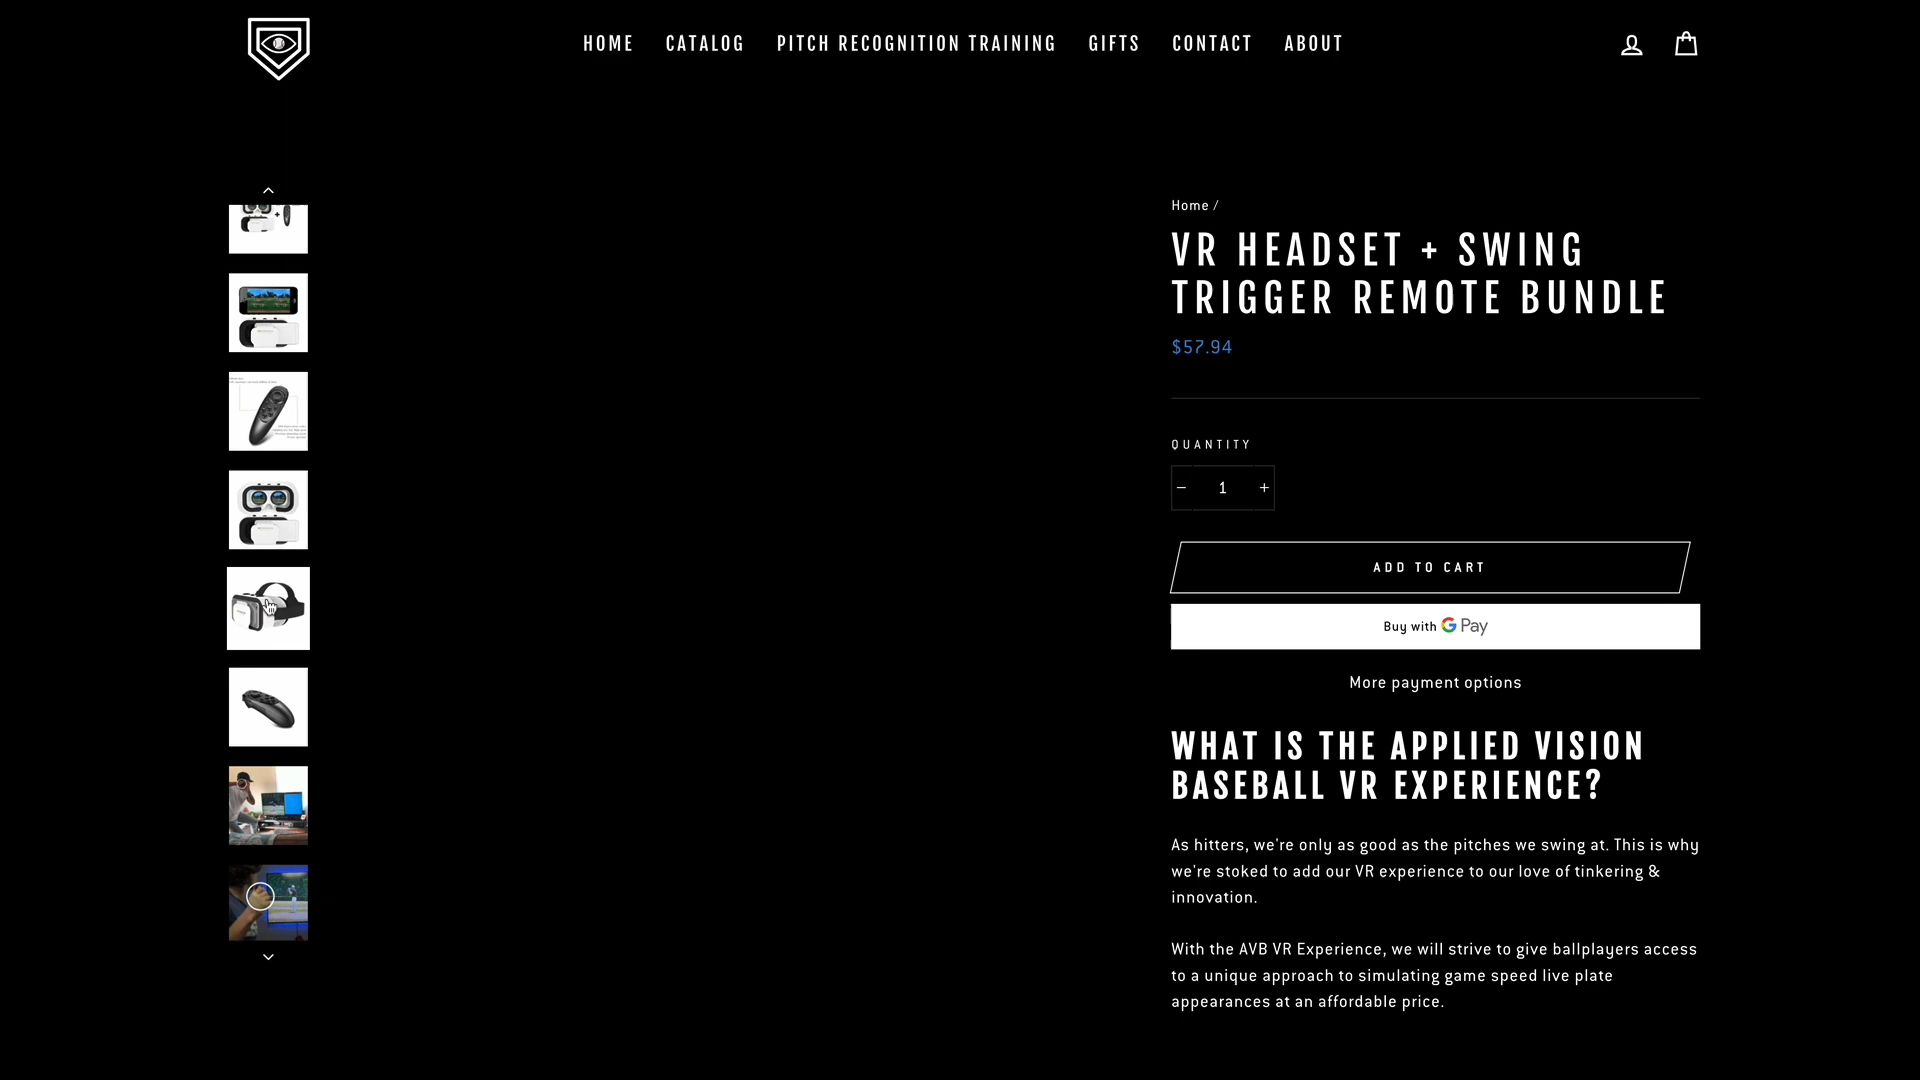 HOME CATALOG PITCH RECOGNITION TRAINING GIFTS CONTACT ABOUT
Home /
VR HEADSET + SWING
TRIGGER REMOTE BUNDLE
$57.94
QUANTITY
− 1 +
ADD TO CART
Buy with G Pay
More payment options
WHAT IS THE APPLIED VISION
BASEBALL VR EXPERIENCE?
As hitters, we're only as good as the pitches we swing at. This is why
we're stoked to add our VR experience to our love of tinkering &
innovation.
With the AVB VR Experience, we will strive to give ballplayers access
to a unique approach to simulating game speed live plate
appearances at an affordable price.